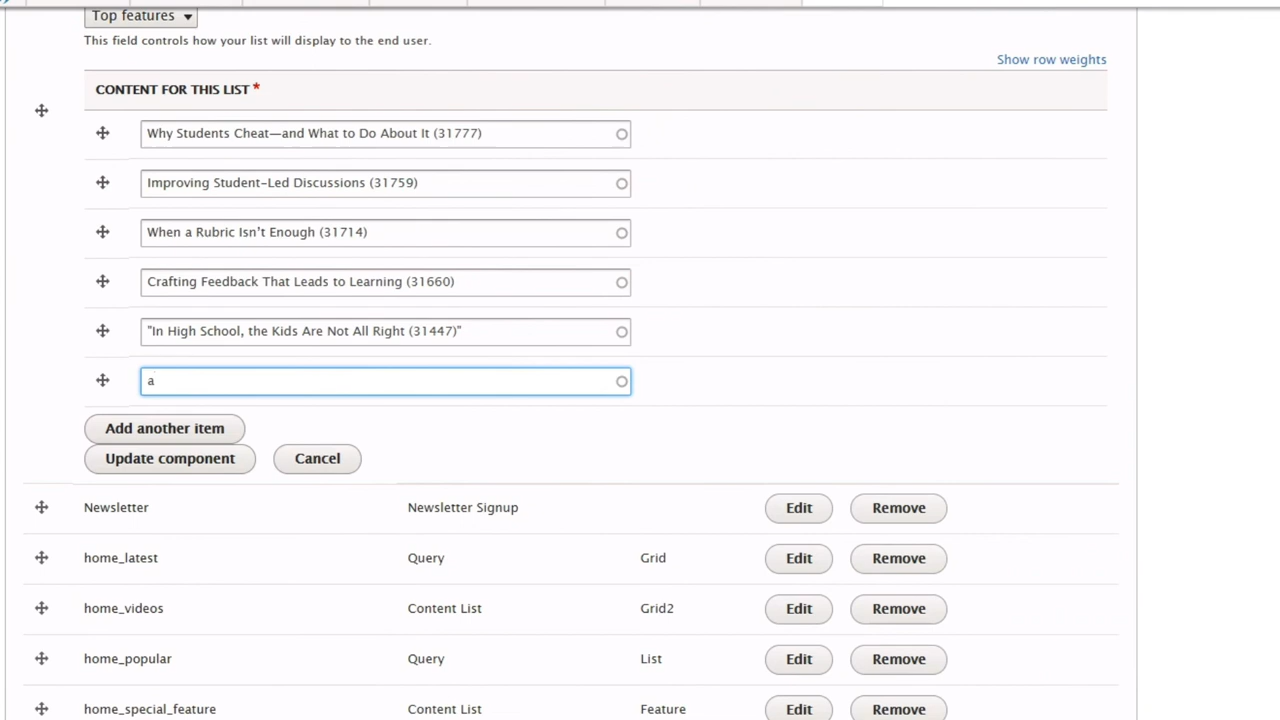 Top features
This field controls how your list will display to the end user.
Show row weights
CONTENT FOR THIS LIST *
Why Students Cheat—and What to Do About It (31777)
Improving Student-Led Discussions (31759)
When a Rubric Isn’t Enough (31714)
Crafting Feedback That Leads to Learning (31660)
"In High School, the Kids Are Not All Right (31447)"
a
Add another item
Update component Cancel
Newsletter Newsletter Signup Edit Remove
home_latest Query Grid Edit Remove
home_videos Content List Grid2 Edit Remove
home_popular Query List Edit Remove
home_special_feature Content List Feature Edit Remove